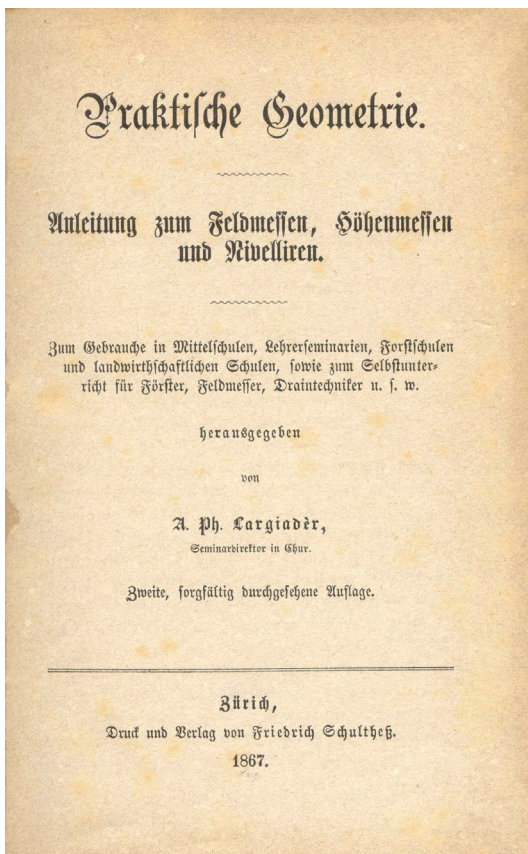 Praktische Geometrie.
Anleitung zum Feldmessen, Höhenmessen
und Nivelliren.
Zum Gebrauche in Mittelschulen, Lehrerseminarien, Forstschulen
und landwirthschaftlichen Schulen, sowie zum Selbstunter-
richt für Förster, Feldmesser, Draintechniker u. s. w.
herausgegeben
von
A. Ph. Largiadèr,
Seminardirektor in Chur.
Zweite, sorgfältig durchgesehene Auflage.
Zürich,
Druck und Verlag von Friedrich Schultheß.
1867.